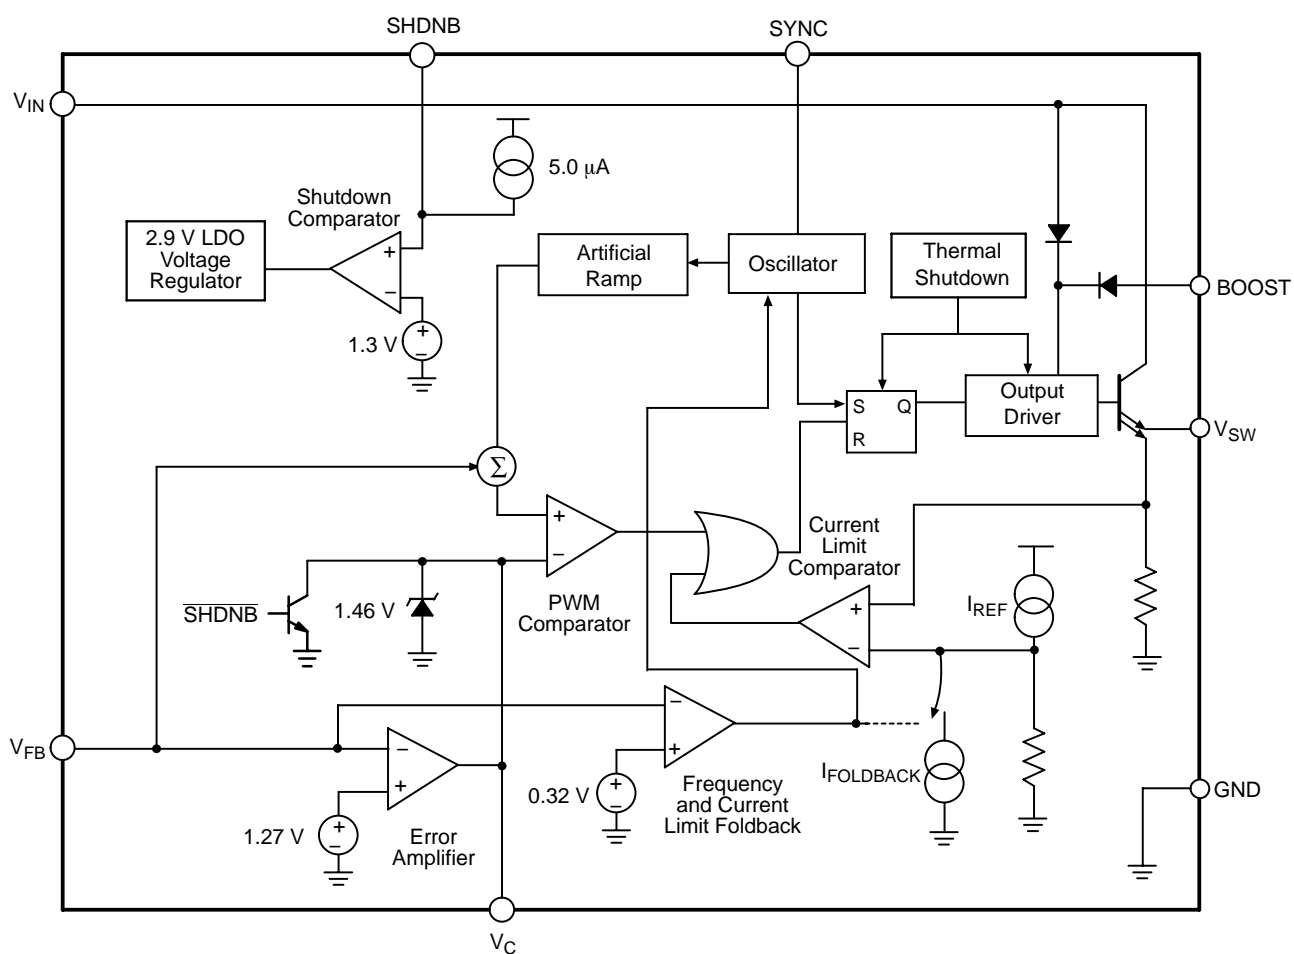 SHDNB
SYNC
V_IN
5.0 μA
Shutdown
Comparator
2.9 V LDO
Voltage
Regulator
+
−
1.3 V
+
−
Artificial
Ramp
Oscillator
Thermal
Shutdown
BOOST
S
Q
R
Output
Driver
V_SW
Σ
+
−
PWM
Comparator
Current
Limit
Comparator
+
−
I_REF
SHDNB
1.46 V
V_FB
−
+
Error
Amplifier
1.27 V
+
−
−
+
0.32 V
+
−
Frequency
and Current
Limit Foldback
I_FOLDBACK
GND
V_C